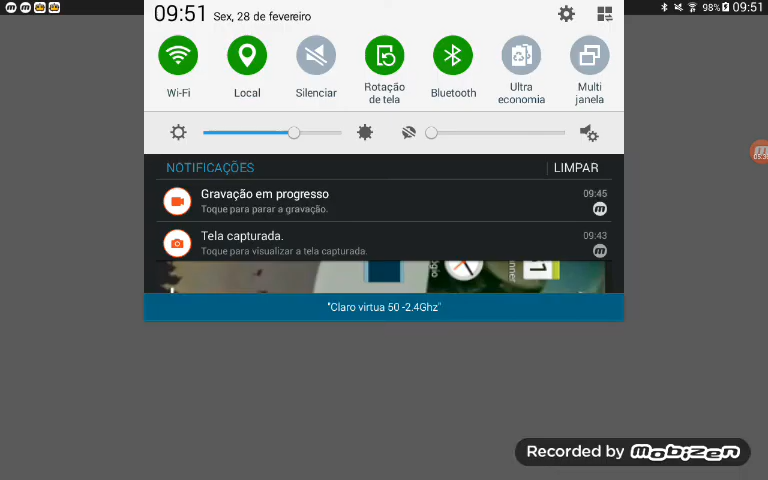 98% 09:51
09:51 Sex, 28 de fevereiro
Wi-Fi
Local
Silenciar
Rotação
de tela
Bluetooth
Ultra
economia
Multi
janela
NOTIFICAÇÕES
LIMPAR
Gravação em progresso
09:45
Toque para parar a gravação.
Tela capturada.
09:43
Toque para visualizar a tela capturada.
"Claro virtua 50 -2.4Ghz"
Recorded by mobizen